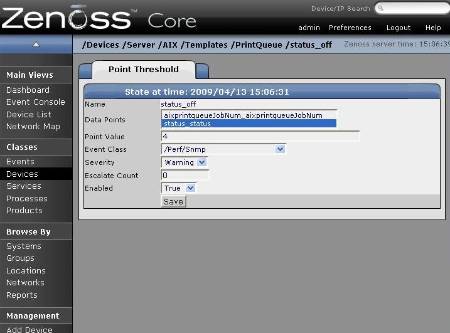 Zenoss Core
Device/IP Search
admin Preferences Logout Help
/Devices /Server /AIX /Templates /PrintQueue /status_off
Zenoss server time: 15:06:39
Main Views
Dashboard
Event Console
Device List
Network Map
Classes
Events
Devices
Services
Processes
Products
Browse By
Systems
Groups
Locations
Networks
Reports
Management
Add Device
Point Threshold
State at time: 2009/04/13 15:06:31
Name status_off
Data Points aixprintqueueJobNum_aixprintqueueJobNum
status_status
Point Value 4
Event Class /Perf/Snmp
Severity Warning
Escalate Count 0
Enabled True
Save